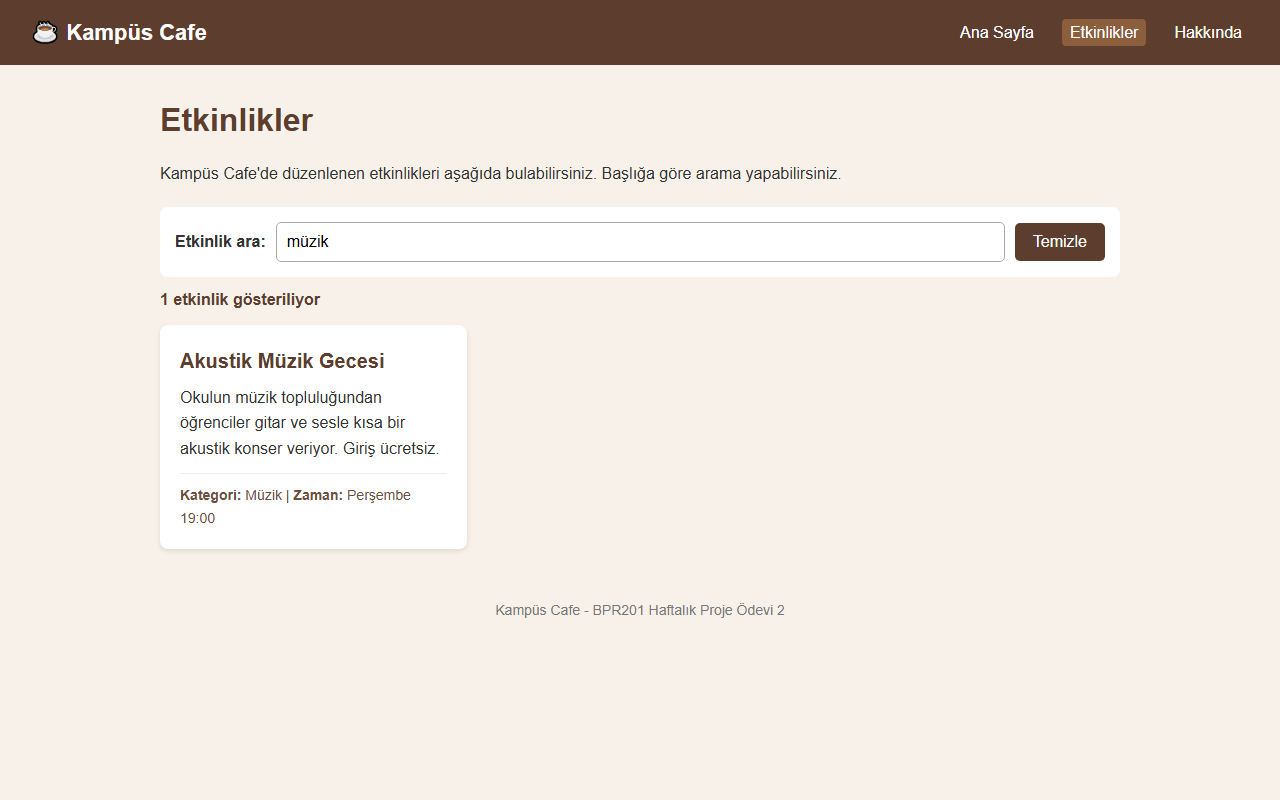 Kampüs Cafe
Ana Sayfa Etkinlikler Hakkında
Etkinlikler
Kampüs Cafe'de düzenlenen etkinlikleri aşağıda bulabilirsiniz. Başlığa göre arama yapabilirsiniz.
Etkinlik ara: müzik Temizle
1 etkinlik gösteriliyor
Akustik Müzik Gecesi
Okulun müzik topluluğundan
öğrenciler gitar ve sesle kısa bir
akustik konser veriyor. Giriş ücretsiz.
Kategori: Müzik | Zaman: Perşembe
19:00
Kampüs Cafe - BPR201 Haftalık Proje Ödevi 2